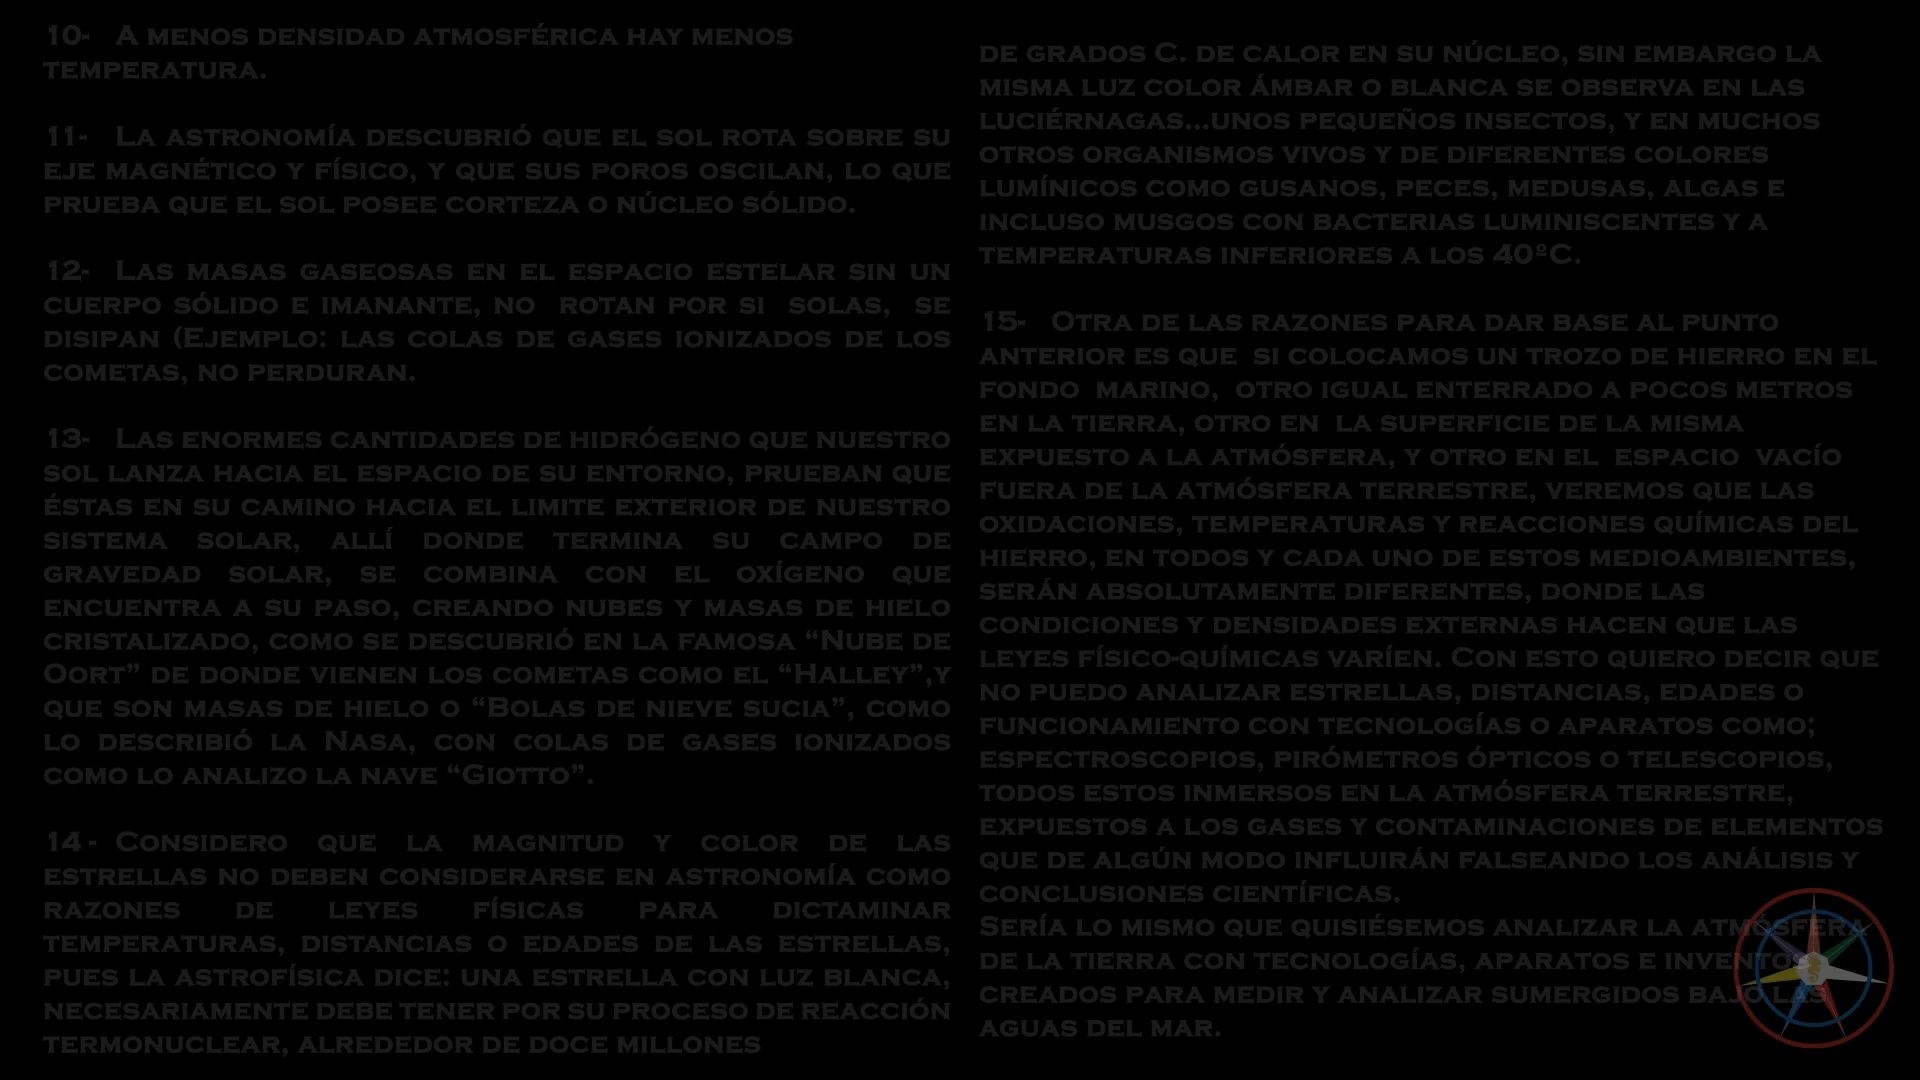 10- A MENOS DENSIDAD ATMOSFÉRICA HAY MENOS
TEMPERATURA.
11- LA ASTRONOMÍA DESCUBRIÓ QUE EL SOL ROTA SOBRE SU
EJE MAGNÉTICO Y FÍSICO, Y QUE SUS POROS OSCILAN, LO QUE
PRUEBA QUE EL SOL POSEE CORTEZA O NÚCLEO SÓLIDO.
12- LAS MASAS GASEOSAS EN EL ESPACIO ESTELAR SIN UN
CUERPO SÓLIDO E IMANANTE, NO ROTAN POR SI SOLAS, SE
DISIPAN (EJEMPLO: LAS COLAS DE GASES IONIZADOS DE LOS
COMETAS, NO PERDURAN.
13- LAS ENORMES CANTIDADES DE HIDRÓGENO QUE NUESTRO
SOL LANZA HACIA EL ESPACIO DE SU ENTORNO, PRUEBAN QUE
ÉSTAS EN SU CAMINO HACIA EL LIMITE EXTERIOR DE NUESTRO
SISTEMA SOLAR, ALLÍ DONDE TERMINA SU CAMPO DE
GRAVEDAD SOLAR, SE COMBINA CON EL OXÍGENO QUE
ENCUENTRA A SU PASO, CREANDO NUBES Y MASAS DE HIELO
CRISTALIZADO, COMO SE DESCUBRIÓ EN LA FAMOSA “NUBE DE
OORT” DE DONDE VIENEN LOS COMETAS COMO EL “HALLEY”,Y
QUE SON MASAS DE HIELO O “BOLAS DE NIEVE SUCIA”, COMO
LO DESCRIBIÓ LA NASA, CON COLAS DE GASES IONIZADOS
COMO LO ANALIZO LA NAVE “GIOTTO”.
14 - CONSIDERO QUE LA MAGNITUD Y COLOR DE LAS
ESTRELLAS NO DEBEN CONSIDERARSE EN ASTRONOMÍA COMO
RAZONES DE LEYES FÍSICAS PARA DICTAMINAR
TEMPERATURAS, DISTANCIAS O EDADES DE LAS ESTRELLAS,
PUES LA ASTROFÍSICA DICE: UNA ESTRELLA CON LUZ BLANCA,
NECESARIAMENTE DEBE TENER POR SU PROCESO DE REACCIÓN
TERMONUCLEAR, ALREDEDOR DE DOCE MILLONES
DE GRADOS C. DE CALOR EN SU NÚCLEO, SIN EMBARGO LA
MISMA LUZ COLOR ÁMBAR O BLANCA SE OBSERVA EN LAS
LUCIÉRNAGAS...UNOS PEQUEÑOS INSECTOS, Y EN MUCHOS
OTROS ORGANISMOS VIVOS Y DE DIFERENTES COLORES
LUMÍNICOS COMO GUSANOS, PECES, MEDUSAS, ALGAS E
INCLUSO MUSGOS CON BACTERIAS LUMINISCENTES Y A
TEMPERATURAS INFERIORES A LOS 40ºC.
15- OTRA DE LAS RAZONES PARA DAR BASE AL PUNTO
ANTERIOR ES QUE SI COLOCAMOS UN TROZO DE HIERRO EN EL
FONDO MARINO, OTRO IGUAL ENTERRADO A POCOS METROS
EN LA TIERRA, OTRO EN LA SUPERFICIE DE LA MISMA
EXPUESTO A LA ATMÓSFERA, Y OTRO EN EL ESPACIO VACÍO
FUERA DE LA ATMÓSFERA TERRESTRE, VEREMOS QUE LAS
OXIDACIONES, TEMPERATURAS Y REACCIONES QUÍMICAS DEL
HIERRO, EN TODOS Y CADA UNO DE ESTOS MEDIOAMBIENTES,
SERÁN ABSOLUTAMENTE DIFERENTES, DONDE LAS
CONDICIONES Y DENSIDADES EXTERNAS HACEN QUE LAS
LEYES FÍSICO-QUÍMICAS VARÍEN. CON ESTO QUIERO DECIR QUE
NO PUEDO ANALIZAR ESTRELLAS, DISTANCIAS, EDADES O
FUNCIONAMIENTO CON TECNOLOGÍAS O APARATOS COMO;
ESPECTROSCOPIOS, PIRÓMETROS ÓPTICOS O TELESCOPIOS,
TODOS ESTOS INMERSOS EN LA ATMÓSFERA TERRESTRE,
EXPUESTOS A LOS GASES Y CONTAMINACIONES DE ELEMENTOS
QUE DE ALGÚN MODO INFLUIRÁN FALSEANDO LOS ANÁLISIS Y
CONCLUSIONES CIENTÍFICAS.
SERÍA LO MISMO QUE QUISIÉSEMOS ANALIZAR LA ATMÓSFERA
DE LA TIERRA CON TECNOLOGÍAS, APARATOS E INVENTOS
CREADOS PARA MEDIR Y ANALIZAR SUMERGIDOS BAJO LAS
AGUAS DEL MAR.